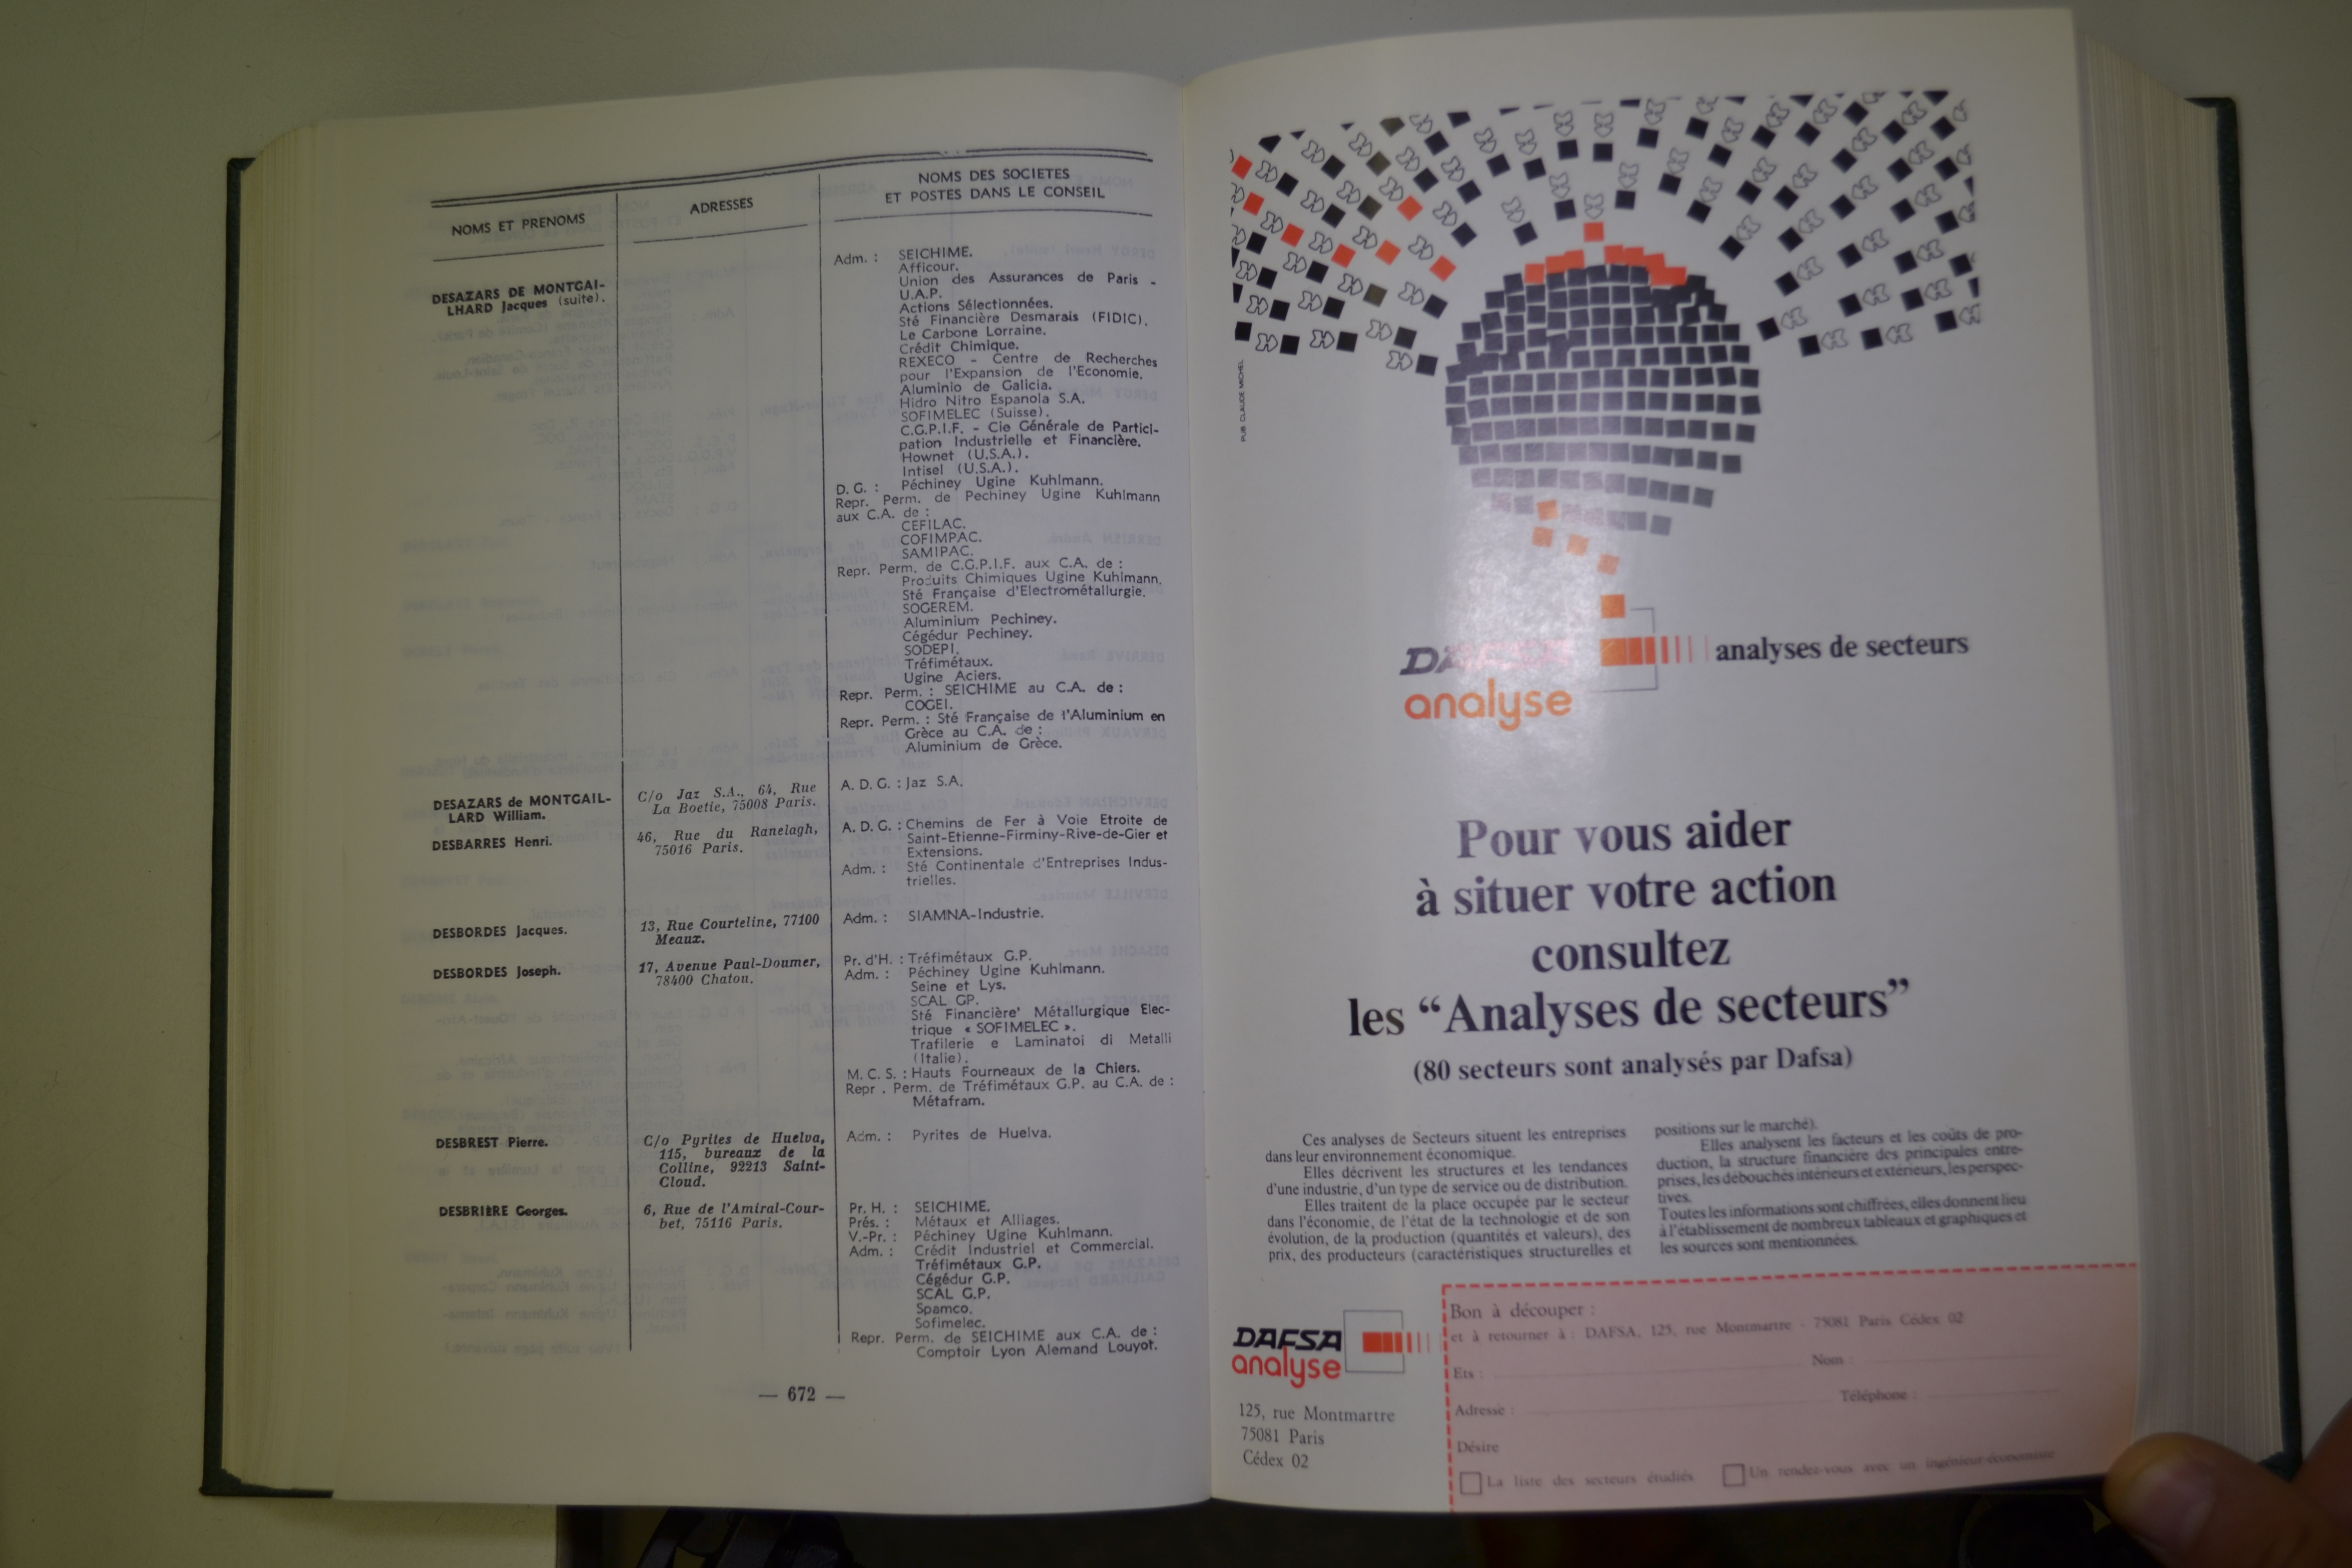 NOMS ET PRENOMS
ADRESSES
NOMS DES SOCIETES
ET POSTES DANS LE CONSEIL
DESAZARS DE MONTGAI-
LHARD Jacques (suite).
Adm. : SEICHIME.
Afficour.
Union des Assurances de Paris -
U.A.P.
Actions Sélectionnées.
Sté Financière Desmarais (FIDIC).
Le Carbone Lorraine.
Crédit Chimique.
REXECO - Centre de Recherches
pour l'Expansion de l'Economie.
Aluminio de Galicia.
Hidro Nitro Espanola S.A.
SOFIMELEC (Suisse).
C.G.P.I.F. - Cie Générale de Partici-
pation Industrielle et Financière.
Hownet (U.S.A.).
Intisel (U.S.A.).
D. G. : Péchiney Ugine Kuhlmann.
Repr. Perm. de Pechiney Ugine Kuhlmann
aux C.A. de :
CEFILAC.
COFIMPAC.
SAMIPAC.
Repr. Perm. de C.G.P.I.F. aux C.A. de :
Produits Chimiques Ugine Kuhlmann.
Sté Française d'Electrométallurgie.
SOGEREM.
Aluminium Pechiney.
Cégédur Pechiney.
SODEPI.
Tréfimétaux.
Ugine Aciers.
Repr. Perm. : SEICHIME au C.A. de :
COGEI.
Repr. Perm. : Sté Française de l'Aluminium en
Grèce au C.A. de :
Aluminium de Grèce.
DESAZARS de MONTGAIL-
LARD William.
C/o Jaz S.A., 64, Rue
La Boetie, 75008 Paris.
A. D. G. : Jaz S.A.
DESBARRES Henri.
46, Rue du Ranelagh,
75016 Paris.
A. D. G. : Chemins de Fer à Voie Etroite de
Saint-Etienne-Firminy-Rive-de-Gier et
Extensions.
Adm. : Sté Continentale d'Entreprises Indus-
trielles.
DESBORDES Jacques.
13, Rue Courteline, 77100
Meaux.
Adm. : SIAMNA-Industrie.
DESBORDES Joseph.
17, Avenue Paul-Doumer,
78400 Chatou.
Pr. d'H. : Tréfimétaux G.P.
Adm. : Péchiney Ugine Kuhlmann.
Seine et Lys.
SCAL GP.
Sté Financière' Métallurgique Elec-
trique « SOFIMELEC ».
Trafilerie e Laminatoi di Metalli
(Italie).
M. C. S. : Hauts Fourneaux de la Chiers.
Repr . Perm. de Tréfimétaux G.P. au C.A. de :
Métafram.
DESBREST Pierre.
C/o Pyrites de Huelva,
115, bureaux de la
Colline, 92213 Saint-
Cloud.
Adm. : Pyrites de Huelva.
DESBRIERE Georges.
6, Rue de l'Amiral-Cour-
bet, 75116 Paris.
Pr. H. : SEICHIME.
Prés. : Métaux et Alliages.
V.-Pr. : Péchiney Ugine Kuhlmann.
Adm. : Crédit Industriel et Commercial.
Tréfimétaux G.P.
Cégédur G.P.
SCAL G.P.
Spamco.
Sofimelec.
Repr. Perm. de SEICHIME aux C.A. de :
Comptoir Lyon Alemand Louyot.
— 672 —
PUB. CLAUDE MICHEL
DAFSA
analyse
analyses de secteurs
Pour vous aider
à situer votre action
consultez
les “Analyses de secteurs”
(80 secteurs sont analysés par Dafsa)
Ces analyses de Secteurs situent les entreprises
dans leur environnement économique.
Elles décrivent les structures et les tendances
d'une industrie, d'un type de service ou de distribution.
Elles traitent de la place occupée par le secteur
dans l'économie, de l'état de la technologie et de son
évolution, de la production (quantités et valeurs), des
prix, des producteurs (caractéristiques structurelles et
positions sur le marché).
Elles analysent les facteurs et les coûts de pro-
duction, la structure financière des principales entre-
prises, les débouchés intérieurs et extérieurs, les perspec-
tives.
Toutes les informations sont chiffrées, elles donnent lieu
à l'établissement de nombreux tableaux et graphiques et
les sources sont mentionnées.
DAFSA
analyse
125, rue Montmartre
75081 Paris
Cédex 02
Bon à découper :
et à retourner à : DAFSA, 125, rue Montmartre - 75081 Paris Cédex 02
Ets :
Nom :
Adresse :
Téléphone :
Désire
La liste des secteurs étudiés
Un rendez-vous avec un ingénieur-économiste